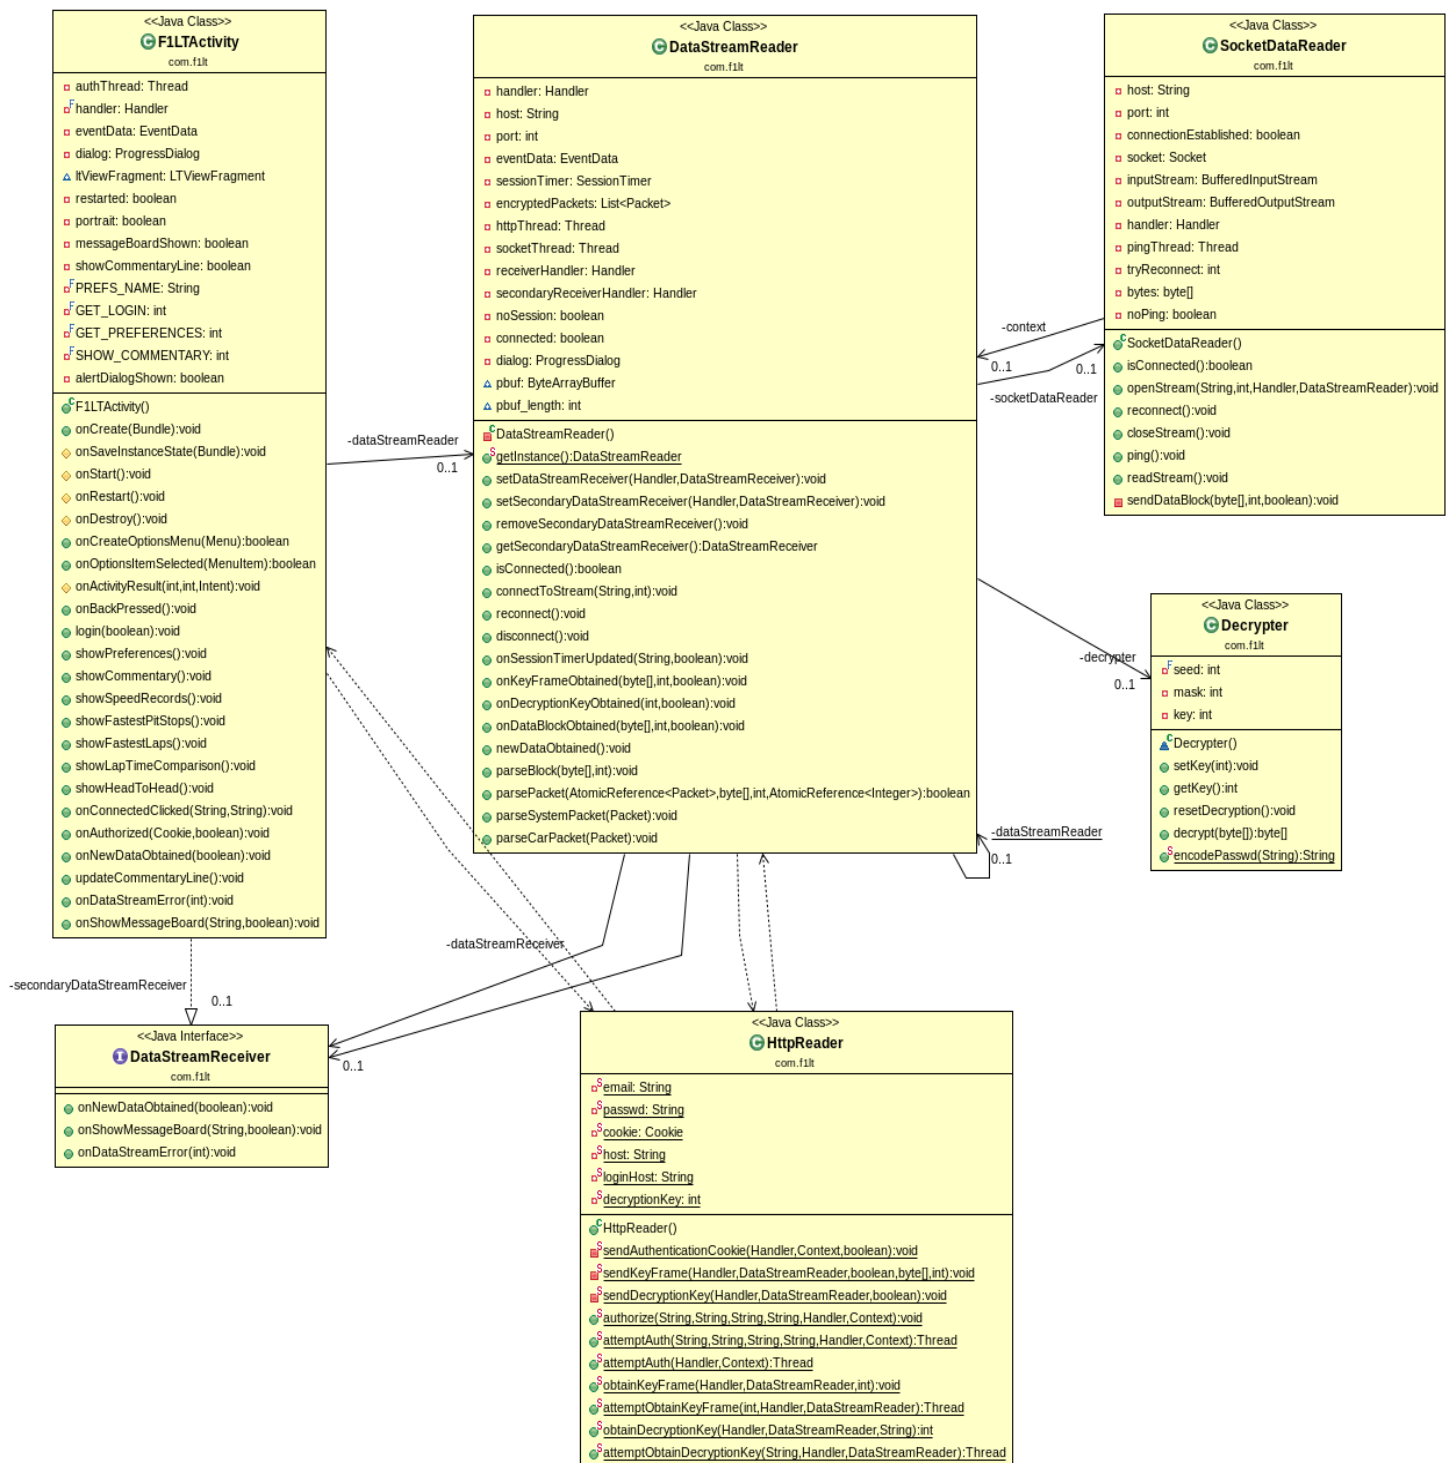 <<Java Class>>
F1LTActivity
com.f1lt
authThread: Thread
handler: Handler
eventData: EventData
dialog: ProgressDialog
ltViewFragment: LTViewFragment
restarted: boolean
portrait: boolean
messageBoardShown: boolean
showCommentaryLine: boolean
PREFS_NAME: String
GET_LOGIN: int
GET_PREFERENCES: int
SHOW_COMMENTARY: int
alertDialogShown: boolean
F1LTActivity()
onCreate(Bundle):void
onSaveInstanceState(Bundle):void
onStart():void
onRestart():void
onDestroy():void
onCreateOptionsMenu(Menu):boolean
onOptionsItemSelected(MenuItem):boolean
onActivityResult(int,int,Intent):void
onBackPressed():void
login(boolean):void
showPreferences():void
showCommentary():void
showSpeedRecords():void
showFastestPitStops():void
showFastestLaps():void
showLapTimeComparison():void
showHeadToHead():void
onConnectedClicked(String,String):void
onAuthorized(Cookie,boolean):void
onNewDataObtained(boolean):void
updateCommentaryLine():void
onDataStreamError(int):void
onShowMessageBoard(String,boolean):void
-dataStreamReader
0..1
<<Java Class>>
DataStreamReader
com.f1lt
handler: Handler
host: String
port: int
eventData: EventData
sessionTimer: SessionTimer
encryptedPackets: List<Packet>
httpThread: Thread
socketThread: Thread
receiverHandler: Handler
secondaryReceiverHandler: Handler
noSession: boolean
connected: boolean
dialog: ProgressDialog
pbuf: ByteArrayBuffer
pbuf_length: int
DataStreamReader()
getInstance():DataStreamReader
setDataStreamReceiver(Handler,DataStreamReceiver):void
setSecondaryDataStreamReceiver(Handler,DataStreamReceiver):void
removeSecondaryDataStreamReceiver():void
getSecondaryDataStreamReceiver():DataStreamReceiver
isConnected():boolean
connectToStream(String,int):void
reconnect():void
disconnect():void
onSessionTimerUpdated(String,boolean):void
onKeyFrameObtained(byte[],int,boolean):void
onDecryptionKeyObtained(int,boolean):void
onDataBlockObtained(byte[],int,boolean):void
newDataObtained():void
parseBlock(byte[],int):void
parsePacket(AtomicReference<Packet>,byte[],int,AtomicReference<Integer>):boolean
parseSystemPacket(Packet):void
parseCarPacket(Packet):void
-context
0..1
0..1
-socketDataReader
<<Java Class>>
SocketDataReader
com.f1lt
host: String
port: int
connectionEstablished: boolean
socket: Socket
inputStream: BufferedInputStream
outputStream: BufferedOutputStream
handler: Handler
pingThread: Thread
tryReconnect: int
bytes: byte[]
noPing: boolean
SocketDataReader()
isConnected():boolean
openStream(String,int,Handler,DataStreamReader):void
reconnect():void
closeStream():void
ping():void
readStream():void
sendDataBlock(byte[],int,boolean):void
-decrypter
0..1
<<Java Class>>
Decrypter
com.f1lt
seed: int
mask: int
key: int
Decrypter()
setKey(int):void
getKey():int
resetDecryption():void
decrypt(byte[]):byte[]
encodePasswd(String):String
-dataStreamReader
0..1
-dataStreamReceiver
0..1
-secondaryDataStreamReceiver
0..1
<<Java Interface>>
DataStreamReceiver
com.f1lt
onNewDataObtained(boolean):void
onShowMessageBoard(String,boolean):void
onDataStreamError(int):void
<<Java Class>>
HttpReader
com.f1lt
email: String
passwd: String
cookie: Cookie
host: String
loginHost: String
decryptionKey: int
HttpReader()
sendAuthenticationCookie(Handler,Context,boolean):void
sendKeyFrame(Handler,DataStreamReader,boolean,byte[],int):void
sendDecryptionKey(Handler,DataStreamReader,boolean):void
authorize(String,String,String,String,Handler,Context):void
attemptAuth(String,String,String,String,Handler,Context):Thread
attemptAuth(Handler,Context):Thread
obtainKeyFrame(Handler,DataStreamReader,int):void
attemptObtainKeyFrame(int,Handler,DataStreamReader):Thread
obtainDecryptionKey(Handler,DataStreamReader,String):int
attemptObtainDecryptionKey(String,Handler,DataStreamReader):Thread